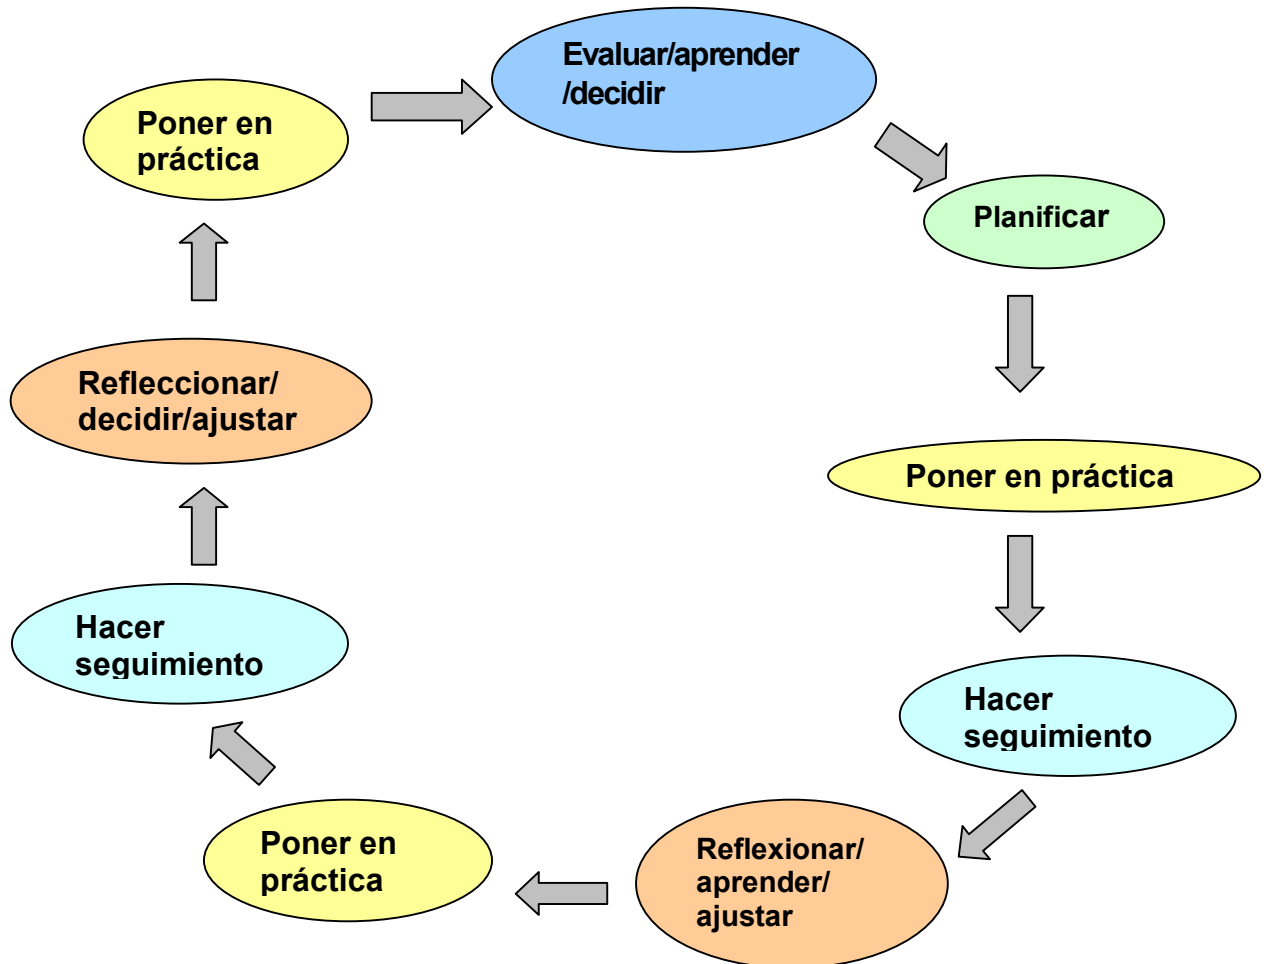 Evaluar/aprender
/decidir
Planificar
Poner en práctica
Hacer
seguimiento
Reflexionar/
aprender/
ajustar
Poner en
práctica
Hacer
seguimiento
Refleccionar/
decidir/ajustar
Poner en
práctica